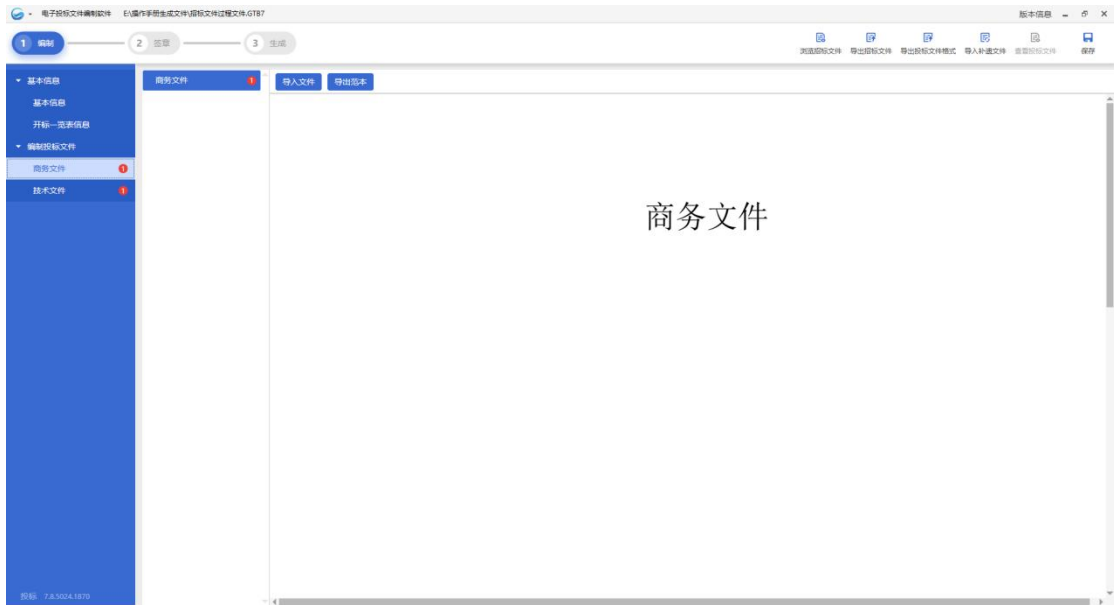 电子投标文件编制软件 E:\操作手册生成文件\招标文件过程文件.GTB7 版本信息
1 编制 2 签章 3 生成
浏览招标文件 导出招标文件 导出投标文件格式 导入补遗文件 查看投标文件 保存
基本信息
基本信息
开标一览表信息
编制投标文件
商务文件 1
技术文件 1
商务文件 1
导入文件 导出范本
商务文件
投标 7.8.5024.1870